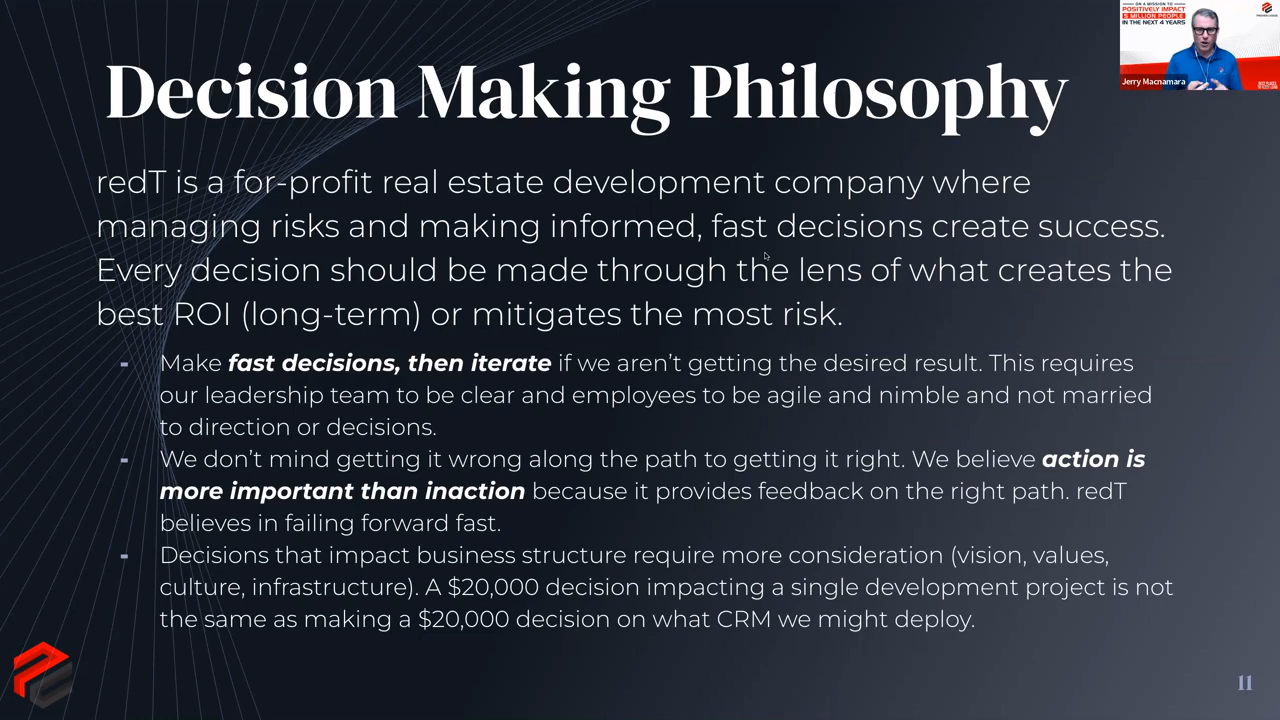 Decision Making Philosophy
redT is a for-profit real estate development company where
managing risks and making informed, fast decisions create success.
Every decision should be made through the lens of what creates the
best ROI (long-term) or mitigates the most risk.
- Make fast decisions, then iterate if we aren't getting the desired result. This requires
our leadership team to be clear and employees to be agile and nimble and not married
to direction or decisions.
- We don't mind getting it wrong along the path to getting it right. We believe action is
more important than inaction because it provides feedback on the right path. redT
believes in failing forward fast.
- Decisions that impact business structure require more consideration (vision, values,
culture, infrastructure). A $20,000 decision impacting a single development project is not
the same as making a $20,000 decision on what CRM we might deploy.
11
ON A MISSION TO
POSITIVELY IMPACT
5 MILLION PEOPLE
IN THE NEXT 4 YEARS
Jerry Macnamara